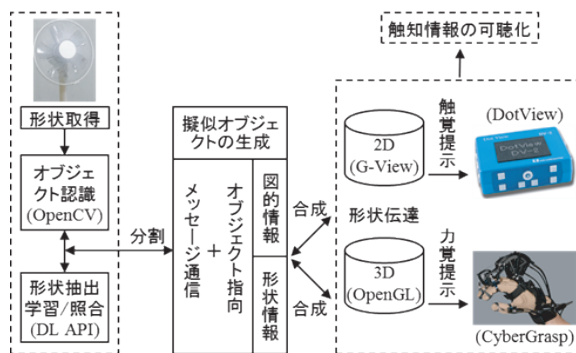 触知情報の可聴化
形状取得
オブジェ
クト認識
(OpenCV)
形状抽出
学習/照合
(DL API)
分割
擬似オブジェク
トの生成
メッセージ通信
+
オブジェクト指向
図的情報
形状情報
合成
合成
2D
(G-View)
形状伝達
3D
(OpenGL)
触覚提示
力覚提示
(DotView)
DotView
DV-2
(CyberGrasp)